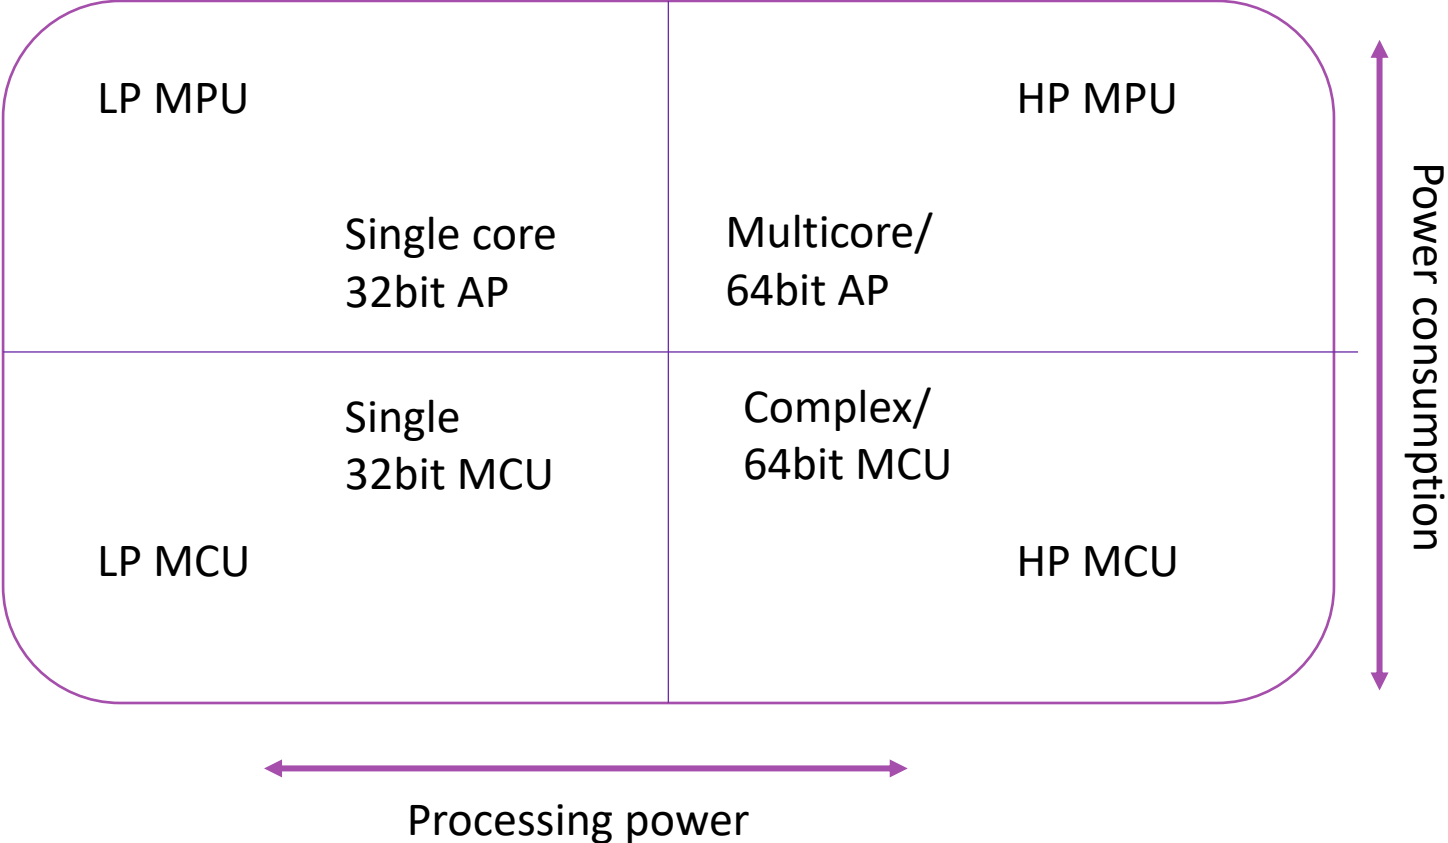 LP MPU
HP MPU
Single core
32bit AP
Multicore/
64bit AP
Single
32bit MCU
Complex/
64bit MCU
LP MCU
HP MCU
Power consumption
Processing power